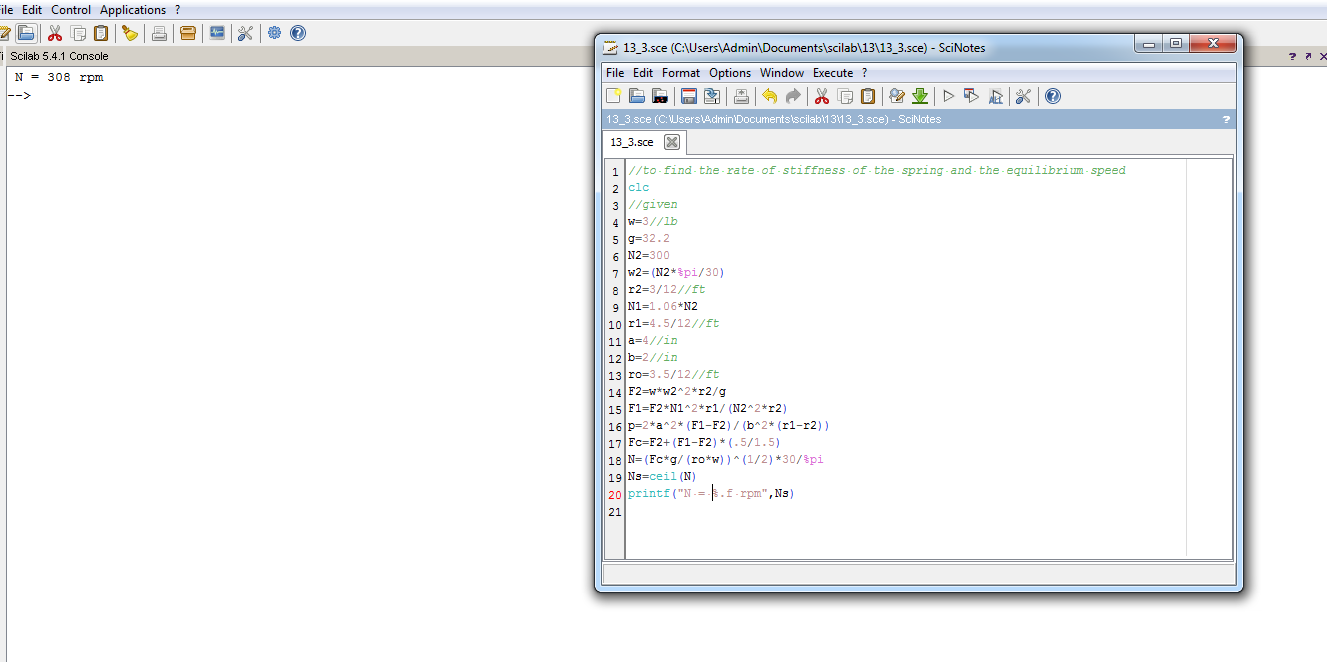 ile Edit Control Applications ?
Scilab 5.4.1 Console
?
N = 308 rpm
-->
13_3.sce (C:\Users\Admin\Documents\scilab\13\13_3.sce) - SciNotes
File Edit Format Options Window Execute ?
13_3.sce (C:\Users\Admin\Documents\scilab\13\13_3.sce) - SciNotes ?
13_3.sce
1 //to find the rate of stiffness of the spring and the equilibrium speed
2 clc
3 //given
4 w=3//lb
5 g=32.2
6 N2=300
7 w2=(N2*%pi/30)
8 r2=3/12//ft
9 N1=1.06*N2
10 r1=4.5/12//ft
11 a=4//in
12 b=2//in
13 ro=3.5/12//ft
14 F2=w*w2^2*r2/g
15 F1=F2*N1^2*r1/(N2^2*r2)
16 p=2*a^2*(F1-F2)/(b^2*(r1-r2))
17 Fc=F2+(F1-F2)*(.5/1.5)
18 N=(Fc*g/(ro*w))^(1/2)*30/%pi
19 Ns=ceil(N)
20 printf("N = %.f rpm",Ns)
21